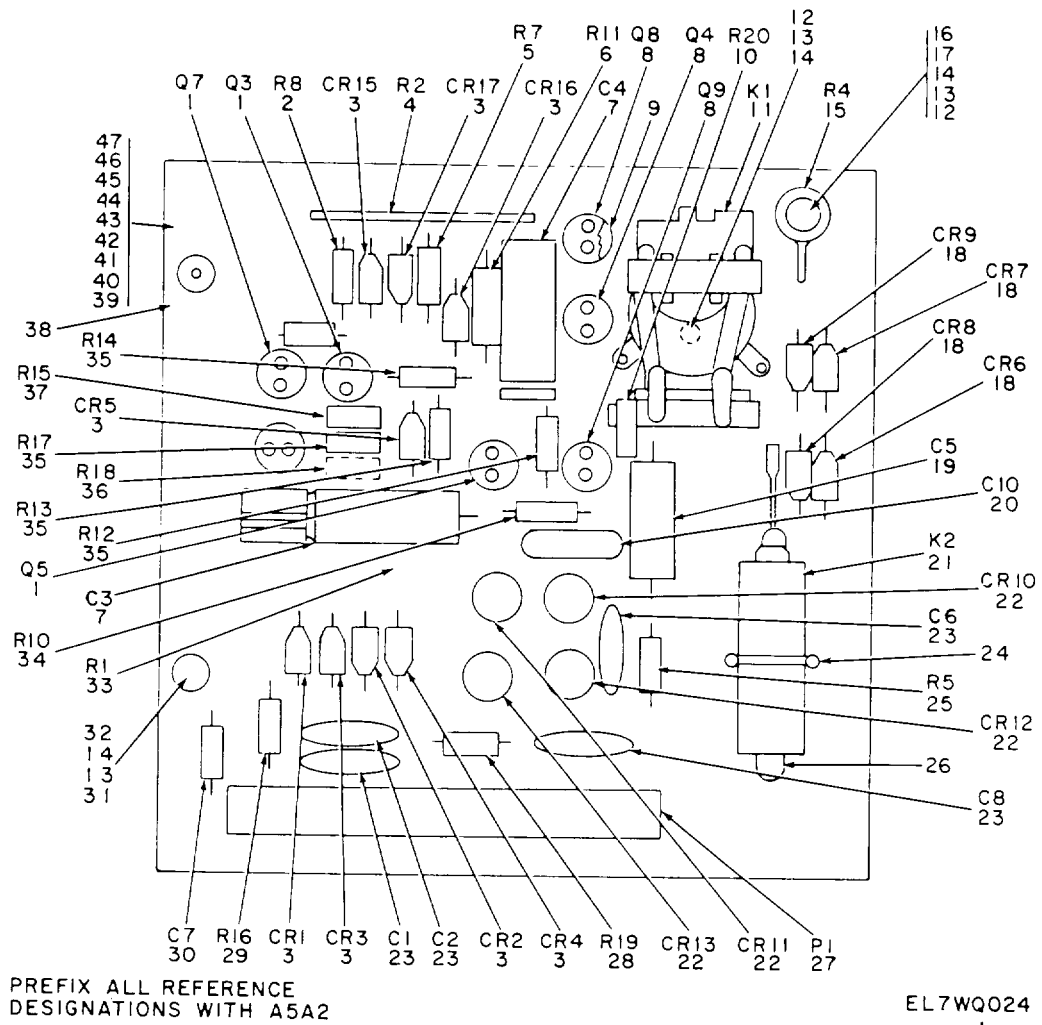 R7
5
R11
6
Q8
8
Q4
8
R20
10
12
13
14
16
17
14
13
12
Q7
1
Q3
1
R8
2
CR15
3
R2
4
CR17
3
CR16
3
C4
7
9
Q9
8
K1
11
R4
15
47
46
45
44
43
42
41
40
39
38
R14
35
R15
37
CR5
3
R17
35
R18
36
R13
35
R12
35
Q5
1
C3
7
R10
34
R1
33
32
14
13
31
CR9
18
CR7
18
CR8
18
CR6
18
C5
19
C10
20
K2
21
CR10
22
C6
23
24
R5
25
CR12
22
26
C8
23
C7
30
R16
29
CR1
3
CR3
3
C1
23
C2
23
CR2
3
CR4
3
R19
28
CR13
22
CR11
22
P1
27
PREFIX ALL REFERENCE
DESIGNATIONS WITH A5A2
EL7WQ024